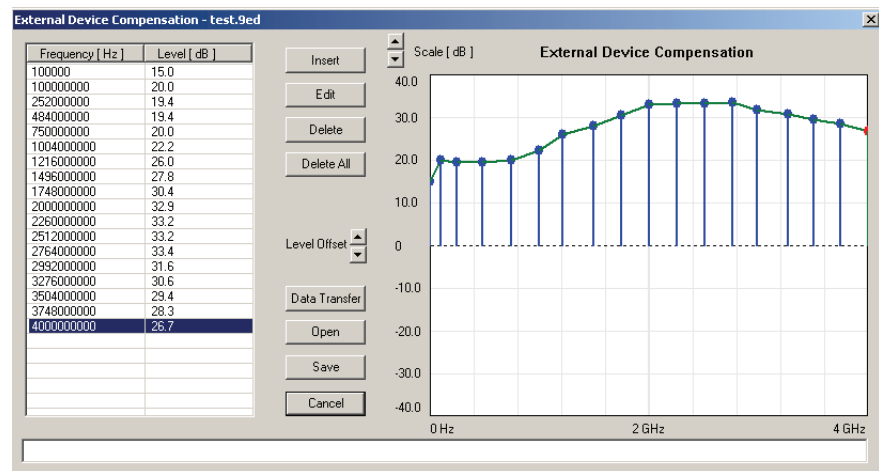 External Device Compensation - test.9ed
Frequency [ Hz ] Level [ dB ]
100000 15.0
100000000 20.0
252000000 19.4
484000000 19.4
750000000 20.0
1004000000 22.2
1216000000 26.0
1496000000 27.8
1748000000 30.4
2000000000 32.9
2260000000 33.2
2512000000 33.2
2764000000 33.4
2992000000 31.6
3276000000 30.6
3504000000 29.4
3748000000 28.3
4000000000 26.7
Insert
Edit
Delete
Delete All
Level Offset
Data Transfer
Open
Save
Cancel
Scale [ dB ]
External Device Compensation
40.0
30.0
20.0
10.0
0
-10.0
-20.0
-30.0
-40.0
0 Hz 2 GHz 4 GHz